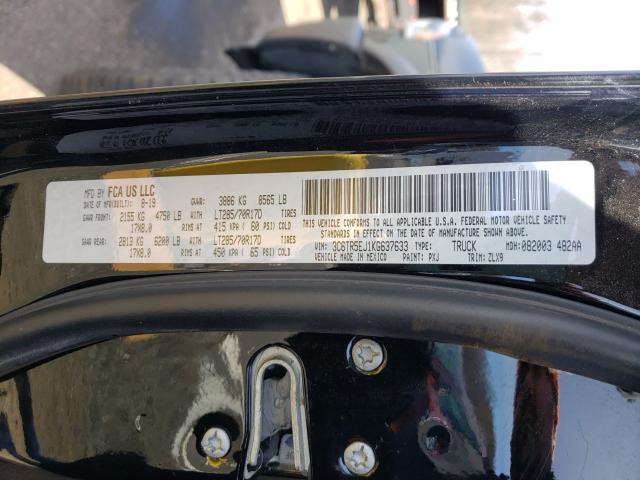 MFD BY FCA US LLC
DATE OF MFR(BUILT): 8-19 GVWR: 3886 KG 8565 LB
GAWR FRONT: 2155 KG 4750 LB LT285/70R17D TIRES
17X8.0 RIMS AT 415 KPA ( 60 PSI) COLD
GAWR REAR: 2813 KG 6200 LB LT285/70R17D TIRES
17X8.0 RIMS AT 450 KPA ( 65 PSI) COLD
THIS VEHICLE CONFORMS TO ALL APPLICABLE U.S.A. FEDERAL MOTOR VEHICLE SAFETY
STANDARDS IN EFFECT ON THE DATE OF MANUFACTURE SHOWN ABOVE.
VIN: 3C6TR5EJ1KG637633 TYPE: TRUCK MDH: 082003 482AA
VEHICLE MADE IN MEXICO PAINT: PXJ TRIM: ZLX9